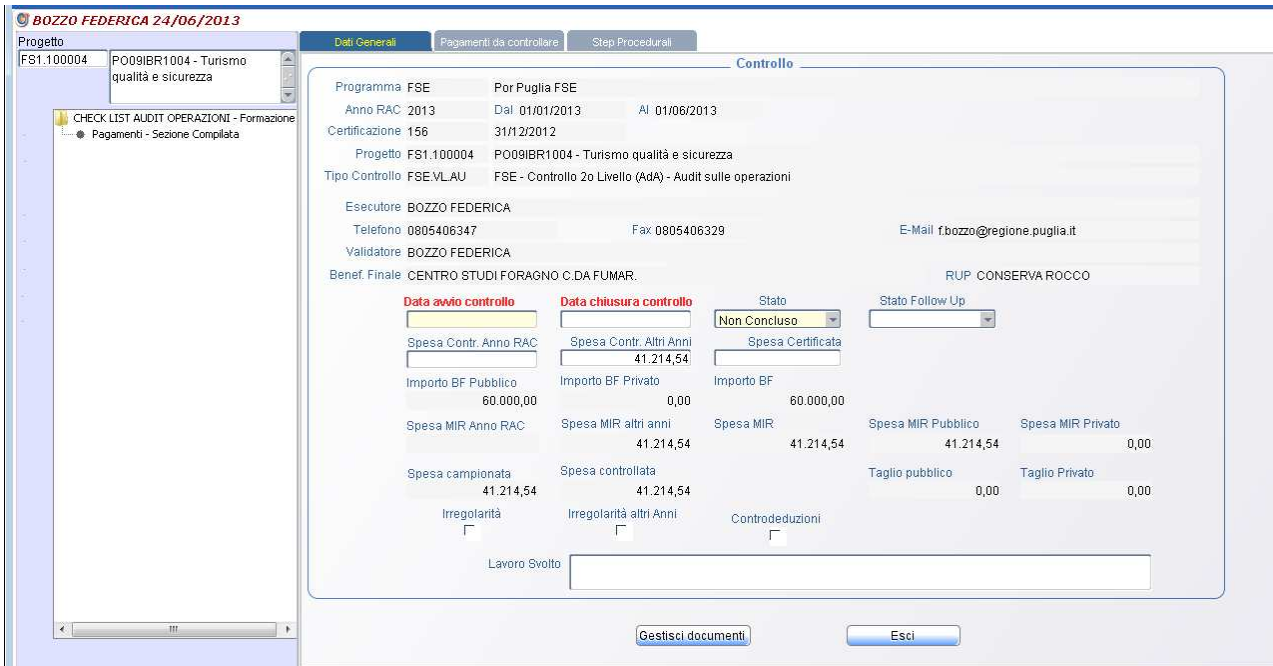 BOZZO FEDERICA 24/06/2013
Progetto
FS1.100004 PO09IBR1004 - Turismo
qualità e sicurezza
CHECK LIST AUDIT OPERAZIONI - Formazione
Pagamenti - Sezione Compilata
Dati Generali Pagamenti da controllare Step Procedurali
Controllo
Programma FSE Por Puglia FSE
Anno RAC 2013 Dal 01/01/2013 Al 01/06/2013
Certificazione 156 31/12/2012
Progetto FS1.100004 PO09IBR1004 - Turismo qualità e sicurezza
Tipo Controllo FSE.VL.AU FSE - Controllo 2o Livello (AdA) - Audit sulle operazioni
Esecutore BOZZO FEDERICA
Telefono 0805406347 Fax 0805406329 E-Mail f.bozzo@regione.puglia.it
Validatore BOZZO FEDERICA
Benef. Finale CENTRO STUDI FORAGNO C.DA FUMAR. RUP CONSERVA ROCCO
Data avvio controllo Data chiusura controllo Stato Stato Follow Up
Non Concluso
Spesa Contr. Anno RAC Spesa Contr. Altri Anni Spesa Certificata
41.214,54
Importo BF Pubblico Importo BF Privato Importo BF
60.000,00 0,00 60.000,00
Spesa MIR Anno RAC Spesa MIR altri anni Spesa MIR Spesa MIR Pubblico Spesa MIR Privato
41.214,54 41.214,54 41.214,54 0,00
Spesa campionata Spesa controllata Taglio pubblico Taglio Privato
41.214,54 41.214,54 0,00 0,00
Irregolarità Irregolarità altri Anni Controdeduzioni
Lavoro Svolto
Gestisci documenti Esci